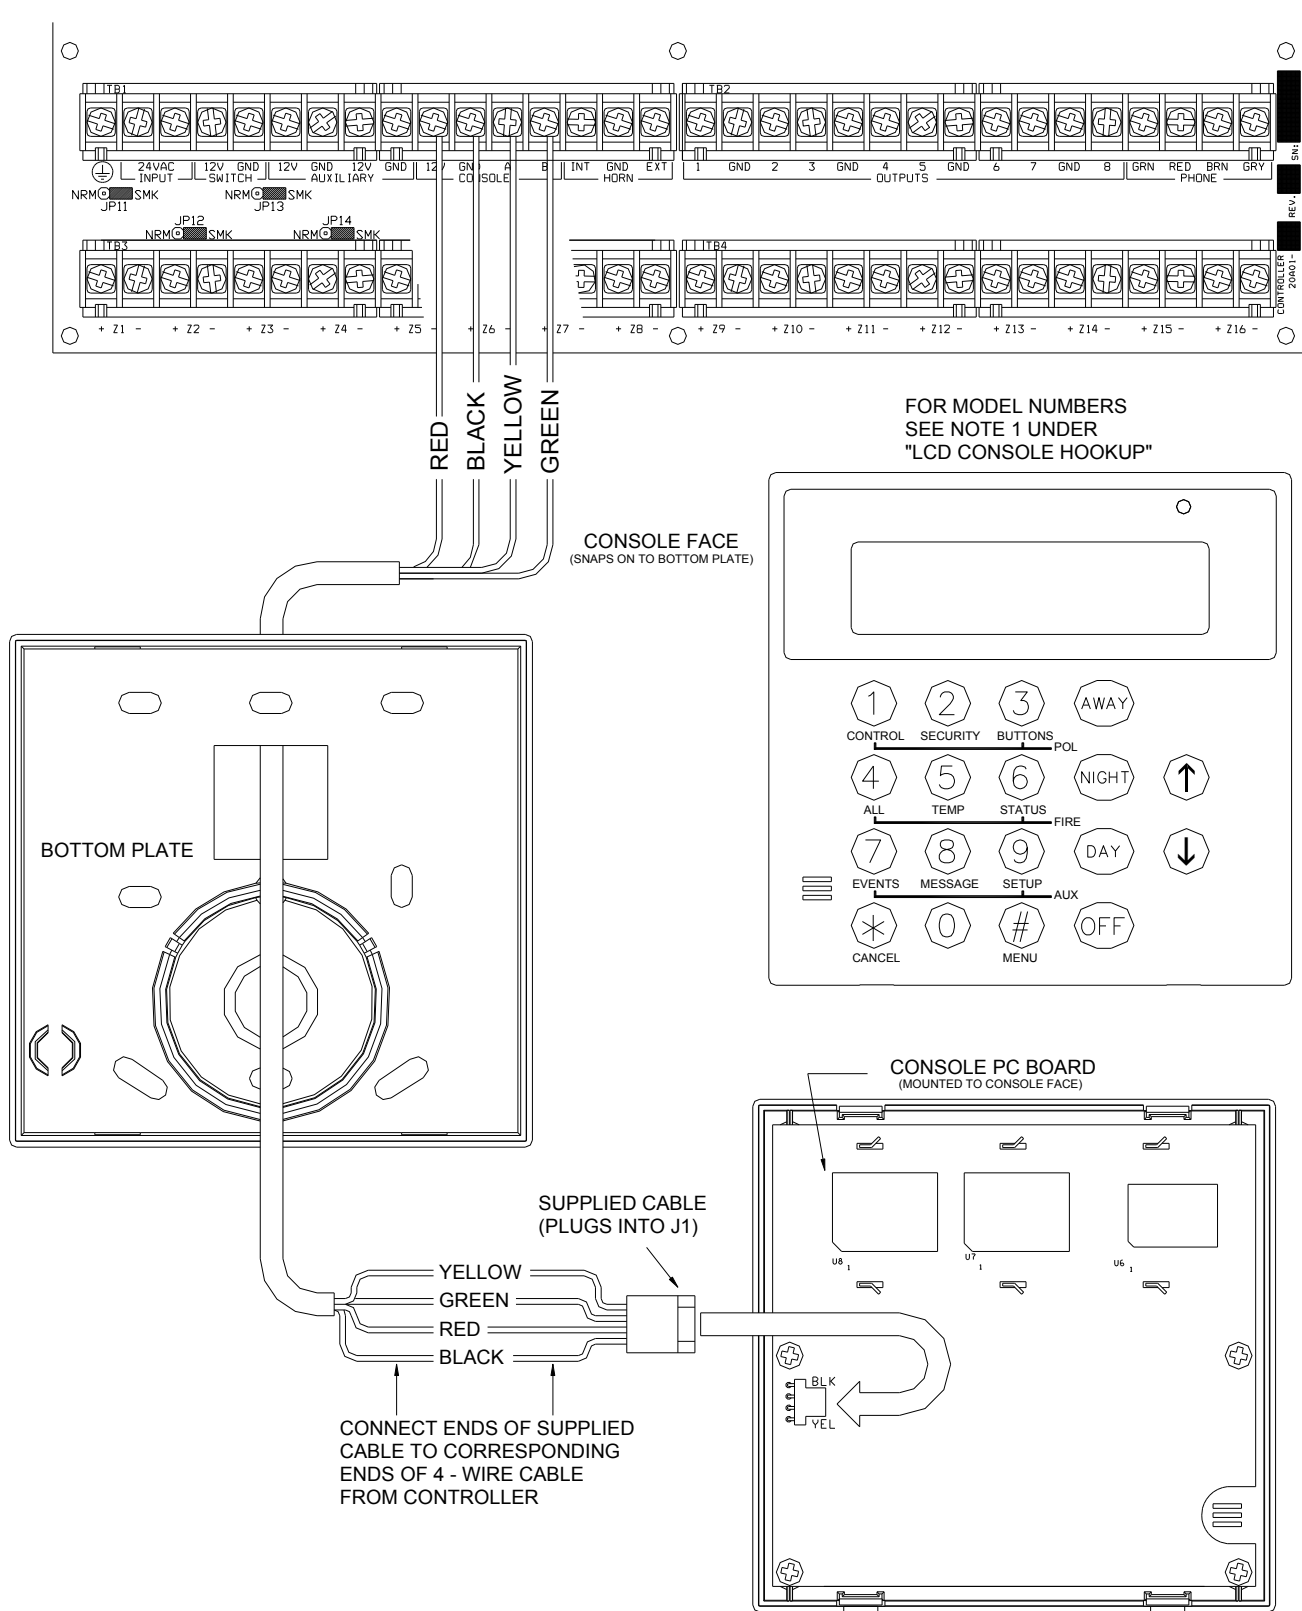 TB1
TB2
24VAC 12V GND 12V GND 12V GND 12V GND A B INT GND EXT
INPUT SWITCH AUXILIARY CONSOLE HORN
1 GND 2 3 GND 4 5 GND 6 7 GND 8 GRN RED BRN GRY
OUTPUTS PHONE
NRM SMK
JP11
NRM SMK
JP13
JP12
NRM SMK
JP14
NRM SMK
SN:
REV.
CONTROLLER
20A01-
TB3
TB4
+ Z1 - + Z2 - + Z3 - + Z4 - + Z5 + Z6 - + Z7 - + Z8 - + Z9 - + Z10 - + Z11 - + Z12 - + Z13 - + Z14 - + Z15 - + Z16 -
RED
BLACK
YELLOW
GREEN
FOR MODEL NUMBERS
SEE NOTE 1 UNDER
"LCD CONSOLE HOOKUP"
CONSOLE FACE
(SNAPS ON TO BOTTOM PLATE)
1 2 3 AWAY
CONTROL SECURITY BUTTONS
POL
4 5 6 NIGHT ↑
ALL TEMP STATUS
FIRE
7 8 9 DAY ↓
EVENTS MESSAGE SETUP
AUX
* 0 # OFF
CANCEL MENU
BOTTOM PLATE
CONSOLE PC BOARD
(MOUNTED TO CONSOLE FACE)
U8 1
U7 1
U6 1
SUPPLIED CABLE
(PLUGS INTO J1)
YELLOW
GREEN
RED
BLACK
BLK
YEL
CONNECT ENDS OF SUPPLIED
CABLE TO CORRESPONDING
ENDS OF 4 - WIRE CABLE
FROM CONTROLLER